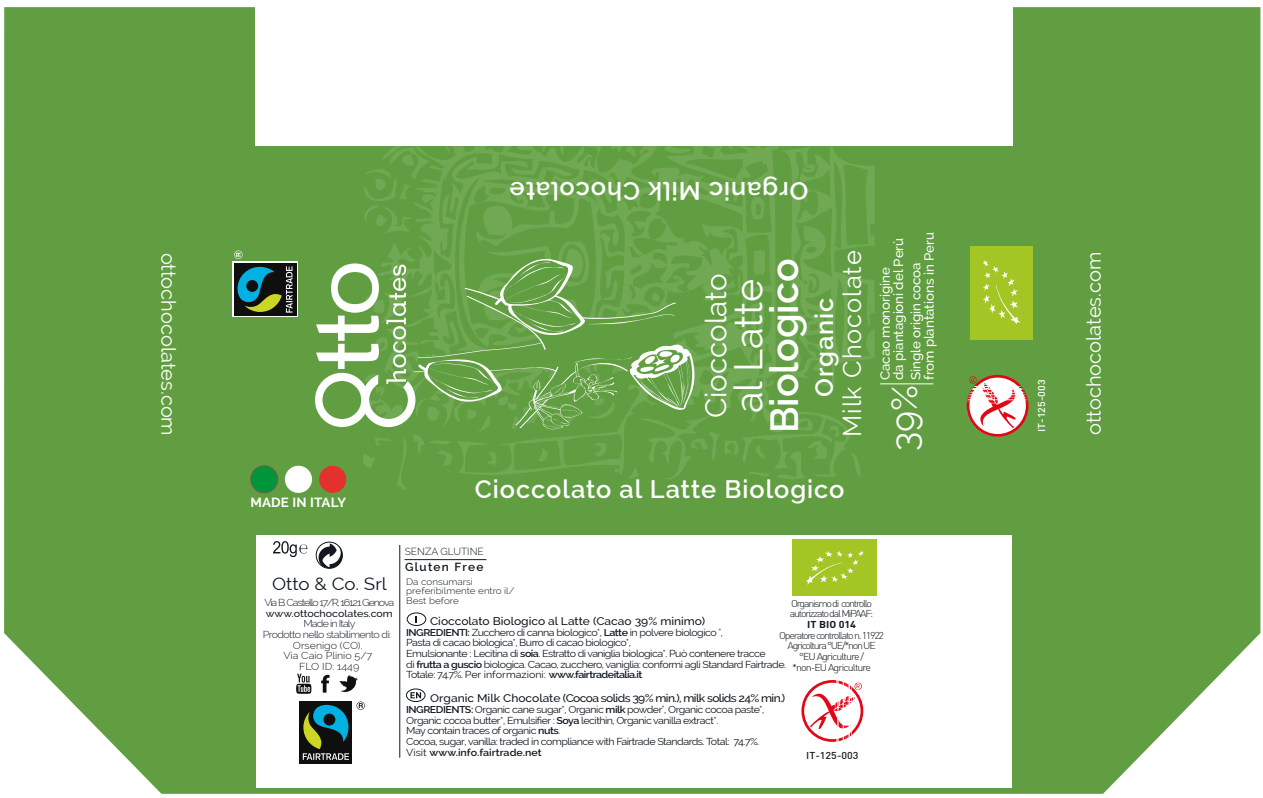 Organic Milk Chocolate
ottochocolates.com
®
FAIRTRADE
8tto
chocolates
Cioccolato
al Latte
Biologico
Organic
Milk Chocolate
39%
Cacao monorigine
da piantagioni del Perù
Single origin cocoa
from plantations in Peru
®
IT-125-003
ottochocolates.com
MADE IN ITALY
Cioccolato al Latte Biologico
20g℮
Otto & Co. Srl
Via B. Castello 17/R, 16121 Genova
www.ottochocolates.com
Made in Italy
Prodotto nello stabilimento di:
Orsenigo (CO),
Via Caio Plinio 5/7
FLO ID: 1449
You
Tube
®
FAIRTRADE
SENZA GLUTINE
Gluten Free
Da consumarsi
preferibilmente entro il/
Best before
I Cioccolato Biologico al Latte (Cacao 39% minimo)
INGREDIENTI: Zucchero di canna biologico*, Latte in polvere biologico °,
Pasta di cacao biologica*, Burro di cacao biologico*,
Emulsionante : Lecitina di soia. Estratto di vaniglia biologica*. Può contenere tracce
di frutta a guscio biologica. Cacao, zucchero, vaniglia: conformi agli Standard Fairtrade.
Totale: 74,7%. Per informazioni: www.fairtradeitalia.it
EN Organic Milk Chocolate (Cocoa solids 39% min.), milk solids 24% min.)
INGREDIENTS: Organic cane sugar*, Organic milk powder°, Organic cocoa paste*,
Organic cocoa butter*, Emulsifier : Soya lecithin, Organic vanilla extract*.
May contain traces of organic nuts.
Cocoa, sugar, vanilla: traded in compliance with Fairtrade Standards. Total: 74,7%.
Visit www.info.fairtrade.net
Organismo di controllo
autorizzato dal MiPAAF:
IT BIO 014
Operatore controllato n. 11922
Agricoltura °UE/*non UE
°EU Agriculture /
*non-EU Agriculture
®
IT-125-003